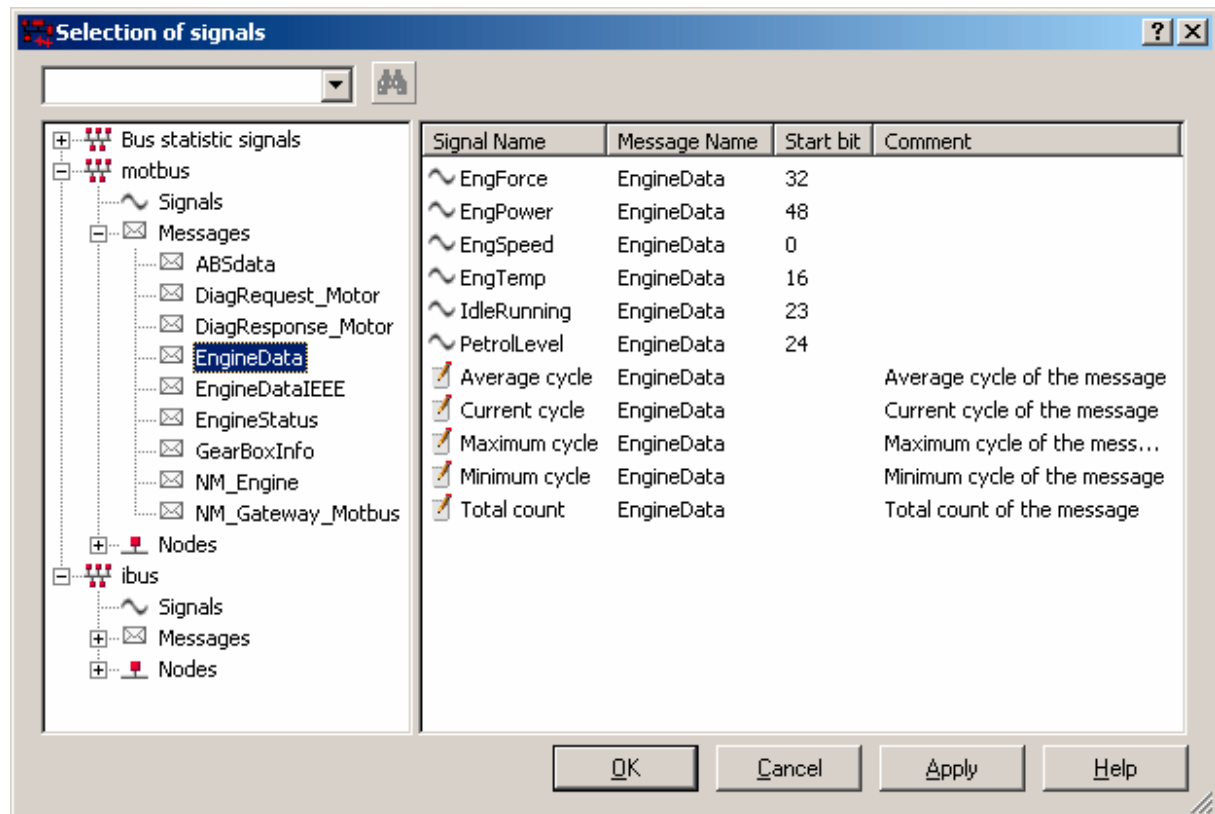 Selection of signals
Bus statistic signals
motbus
Signals
Messages
ABSdata
DiagRequest_Motor
DiagResponse_Motor
EngineData
EngineDataIEEE
EngineStatus
GearBoxInfo
NM_Engine
NM_Gateway_Motbus
Nodes
ibus
Signals
Messages
Nodes
Signal Name Message Name Start bit Comment
EngForce EngineData 32
EngPower EngineData 48
EngSpeed EngineData 0
EngTemp EngineData 16
IdleRunning EngineData 23
PetrolLevel EngineData 24
Average cycle EngineData Average cycle of the message
Current cycle EngineData Current cycle of the message
Maximum cycle EngineData Maximum cycle of the mess...
Minimum cycle EngineData Minimum cycle of the message
Total count EngineData Total count of the message
OK Cancel Apply Help